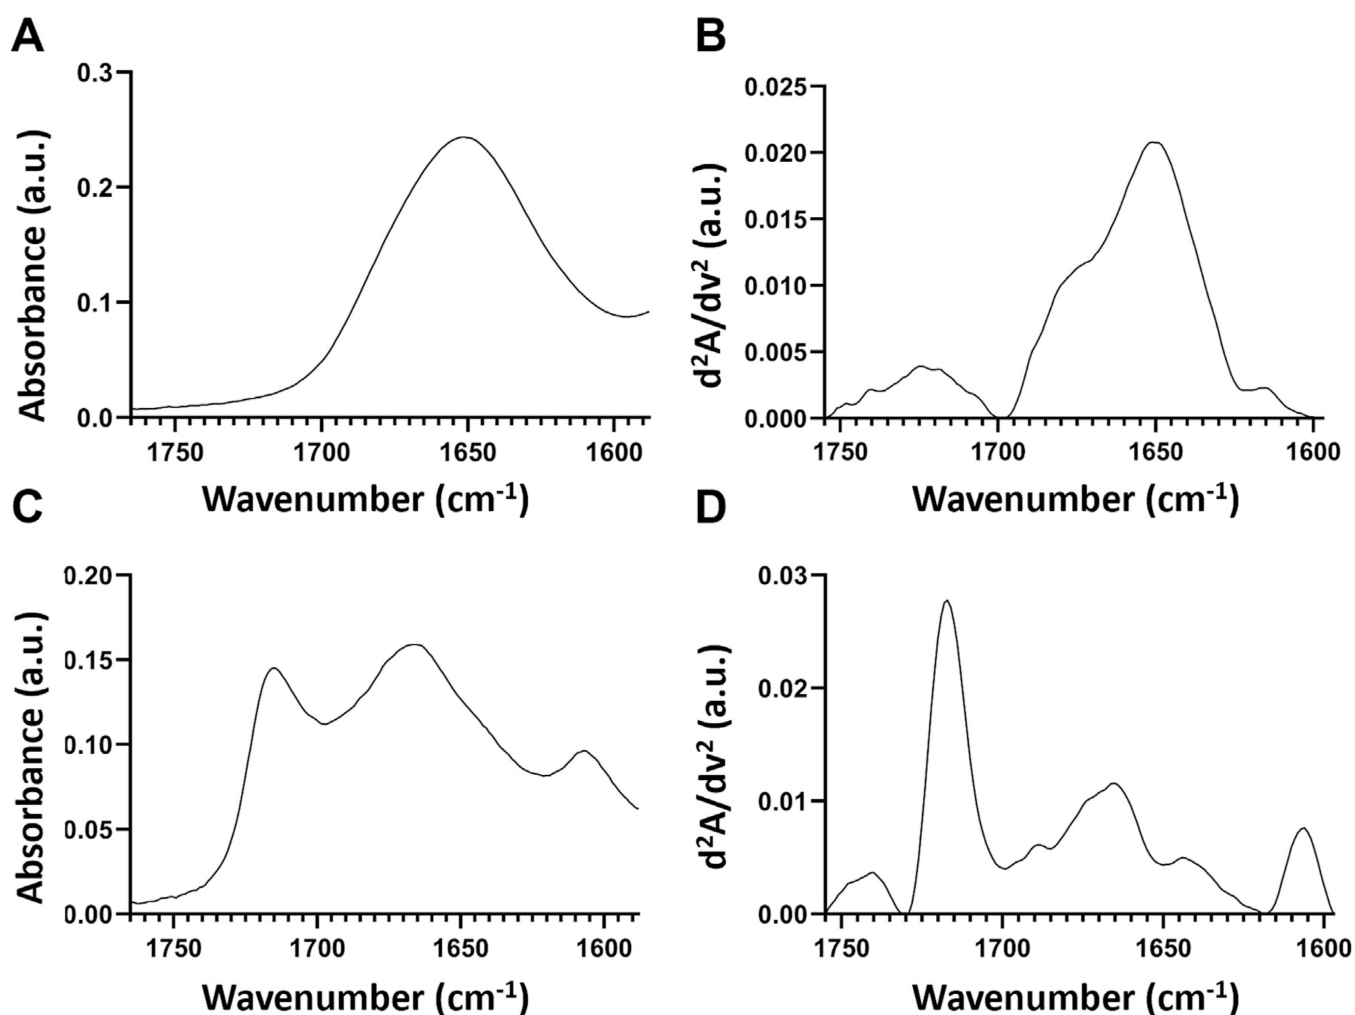 A
Absorbance (a.u.)
0.3
0.2
0.1
0.0
1750 1700 1650 1600
Wavenumber (cm⁻¹)
B
d²A/dv² (a.u.)
0.025
0.020
0.015
0.010
0.005
0.000
1750 1700 1650 1600
Wavenumber (cm⁻¹)
C
Absorbance (a.u.)
0.20
0.15
0.10
0.05
0.00
1750 1700 1650 1600
Wavenumber (cm⁻¹)
D
d²A/dv² (a.u.)
0.03
0.02
0.01
0.00
1750 1700 1650 1600
Wavenumber (cm⁻¹)